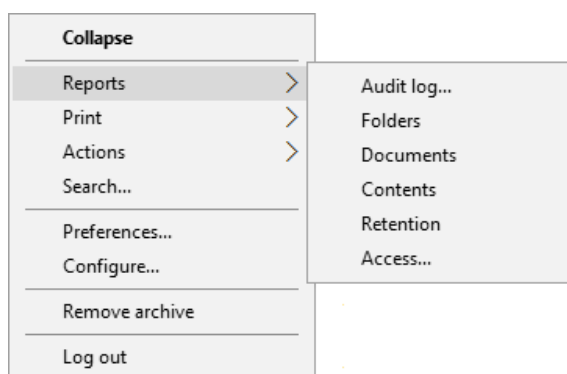 Collapse
Reports
Print
Actions
Search...
Preferences...
Configure...
Remove archive
Log out
Audit log...
Folders
Documents
Contents
Retention
Access...